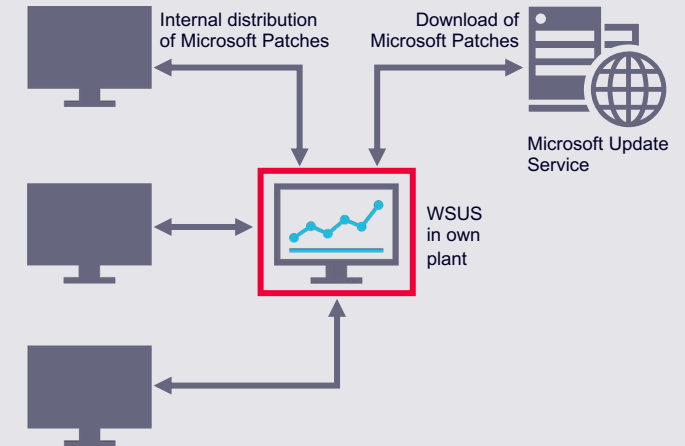 Internal distribution
of Microsoft Patches
Download of
Microsoft Patches
Microsoft Update
Service
WSUS
in own
plant